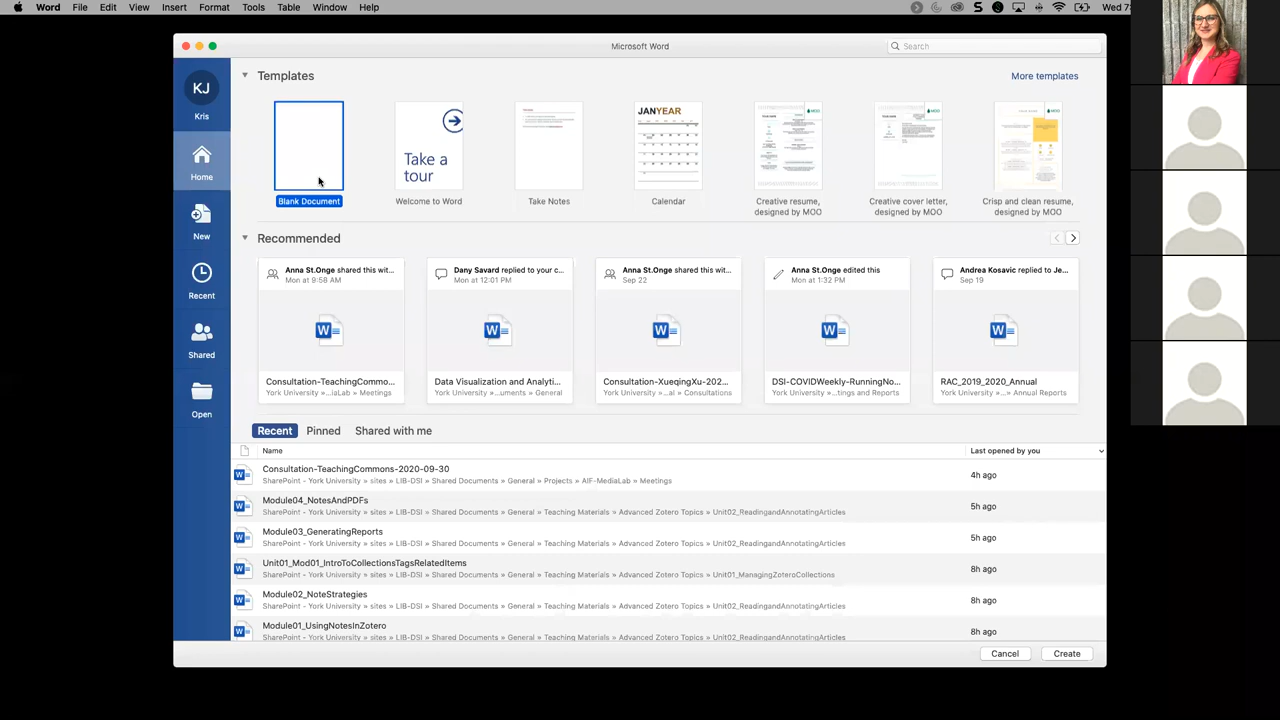 Word File Edit View Insert Format Tools Table Window Help
Wed 7
Microsoft Word
Search
KJ
Kris
Home
New
Recent
Shared
Open
Templates
More templates
Take a
tour
JANYEAR
Blank Document
Welcome to Word
Take Notes
Calendar
Creative resume,
designed by MOO
Creative cover letter,
designed by MOO
Crisp and clean resume,
designed by MOO
Recommended
Anna St.Onge shared this wit...
Mon at 9:58 AM
Consultation-TeachingCommo...
York University »...iaLab » Meetings
Dany Savard replied to your c...
Mon at 12:01 PM
Data Visualization and Analyti...
York University »...uments » General
Anna St.Onge shared this wit...
Sep 22
Consultation-XueqingXu-202...
York University »...al » Consultations
Anna St.Onge edited this
Mon at 1:32 PM
DSI-COVIDWeekly-RunningNo...
York University »...tings and Reports
Andrea Kosavic replied to Je...
Sep 19
RAC_2019_2020_Annual
York University »...» Annual Reports
Recent Pinned Shared with me
Name Last opened by you
Consultation-TeachingCommons-2020-09-30
SharePoint - York University » sites » LIB-DSI » Shared Documents » General » Projects » AIF-MediaLab » Meetings
4h ago
Module04_NotesAndPDFs
SharePoint - York University » sites » LIB-DSI » Shared Documents » General » Teaching Materials » Advanced Zotero Topics » Unit02_ReadingandAnnotatingArticles
5h ago
Module03_GeneratingReports
SharePoint - York University » sites » LIB-DSI » Shared Documents » General » Teaching Materials » Advanced Zotero Topics » Unit02_ReadingandAnnotatingArticles
5h ago
Unit01_Mod01_IntroToCollectionsTagsRelatedItems
SharePoint - York University » sites » LIB-DSI » Shared Documents » General » Teaching Materials » Advanced Zotero Topics » Unit01_ManagingZoteroCollections
8h ago
Module02_NoteStrategies
SharePoint - York University » sites » LIB-DSI » Shared Documents » General » Teaching Materials » Advanced Zotero Topics » Unit02_ReadingandAnnotatingArticles
8h ago
Module01_UsingNotesInZotero
SharePoint - York University » sites » LIB-DSI » Shared Documents » General » Teaching Materials » Advanced Zotero Topics » Unit02_ReadingandAnnotatingArticles
8h ago
Cancel Create